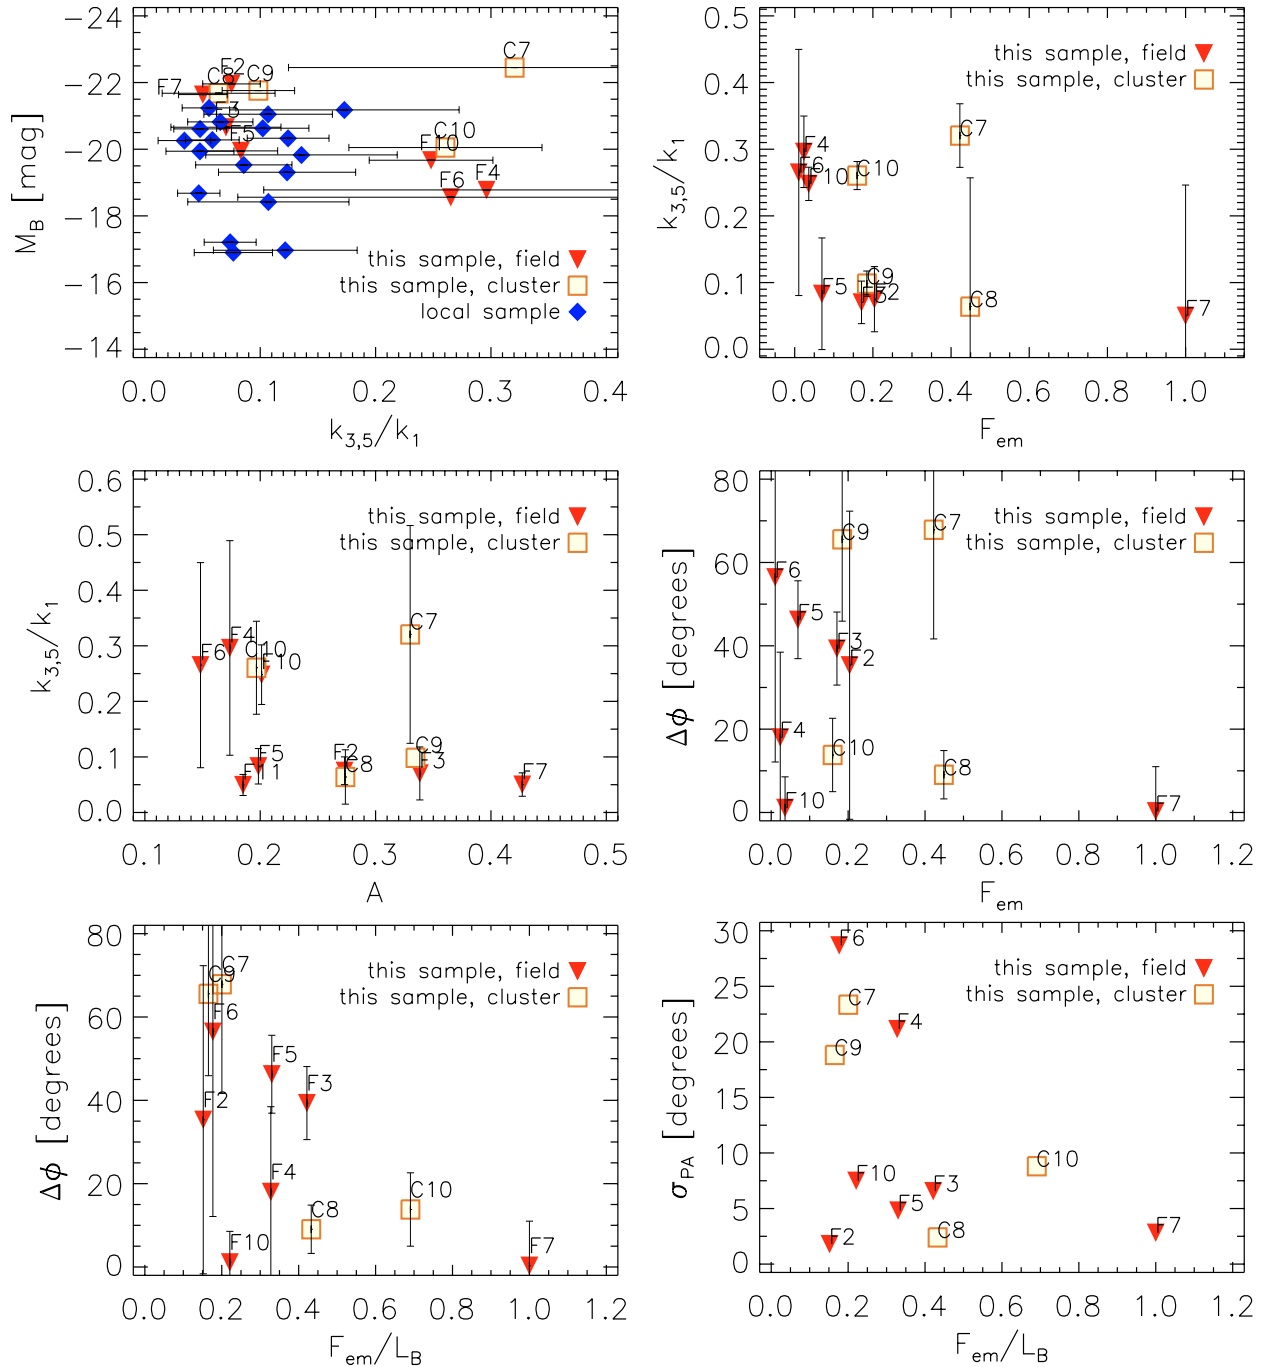 -24
-22
-20
-18
-16
-14
M_B [mag]
C7
F2
C8
C9
F7
F3
F5
C10
F10
F6
F4
this sample, field
this sample, cluster
local sample
0.0 0.1 0.2 0.3 0.4
k_3,5/k_1
0.5
0.4
0.3
0.2
0.1
0.0
k_3,5/k_1
this sample, field
this sample, cluster
F4
F6
F10
C10
C7
F5
C9
F3
F2
C8
F7
0.0 0.2 0.4 0.6 0.8 1.0
F_em
0.6
0.5
0.4
0.3
0.2
0.1
0.0
k_3,5/k_1
this sample, field
this sample, cluster
F6
F4
C10
F10
C7
F5
F11
F2
C8
C9
F3
F7
0.1 0.2 0.3 0.4 0.5
A
80
60
40
20
0
Δϕ [degrees]
this sample, field
this sample, cluster
C9
C7
F6
F5
F3
F2
F4
C10
C8
F10
F7
0.0 0.2 0.4 0.6 0.8 1.0 1.2
F_em
80
60
40
20
0
Δϕ [degrees]
this sample, field
this sample, cluster
C7
C9
F6
F5
F3
F2
F4
C8
C10
F10
F7
0.0 0.2 0.4 0.6 0.8 1.0 1.2
F_em/L_B
30
25
20
15
10
5
0
σ_PA [degrees]
this sample, field
this sample, cluster
F6
C7
F4
C9
C10
F10
F3
F5
C8
F2
F7
0.0 0.2 0.4 0.6 0.8 1.0 1.2
F_em/L_B